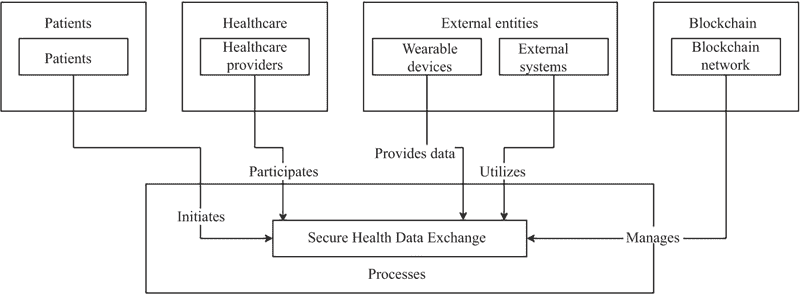 Patients
Healthcare
External entities
Blockchain
Patients
Healthcare
providers
Wearable
devices
External
systems
Blockchain
network
Provides data
Participates
Utilizes
Initiates
Secure Health Data Exchange
Manages
Processes